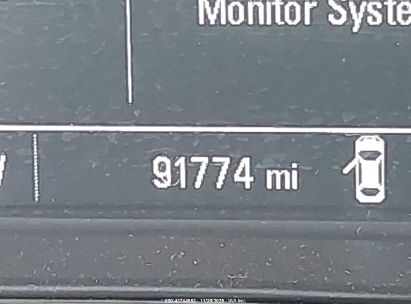 Monitor Syste
91774 mi